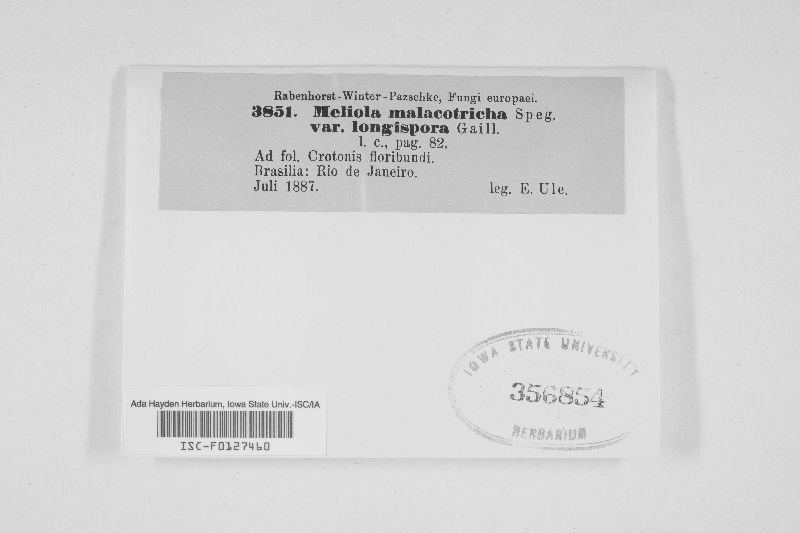 Rabenhorst-Winter-Pazschke, Fungi europaei.
3851. Meliola malacotricha Speg.
var. longispora Gaill.
l. c., pag. 82.
Ad fol. Crotonis floribundi.
Brasilia: Rio de Janeiro.
Juli 1887. leg. E. Ule.
IOWA STATE UNIVERSITY
356854
HERBARIUM
Ada Hayden Herbarium, Iowa State Univ.-ISC/IA
ISC-F0127460